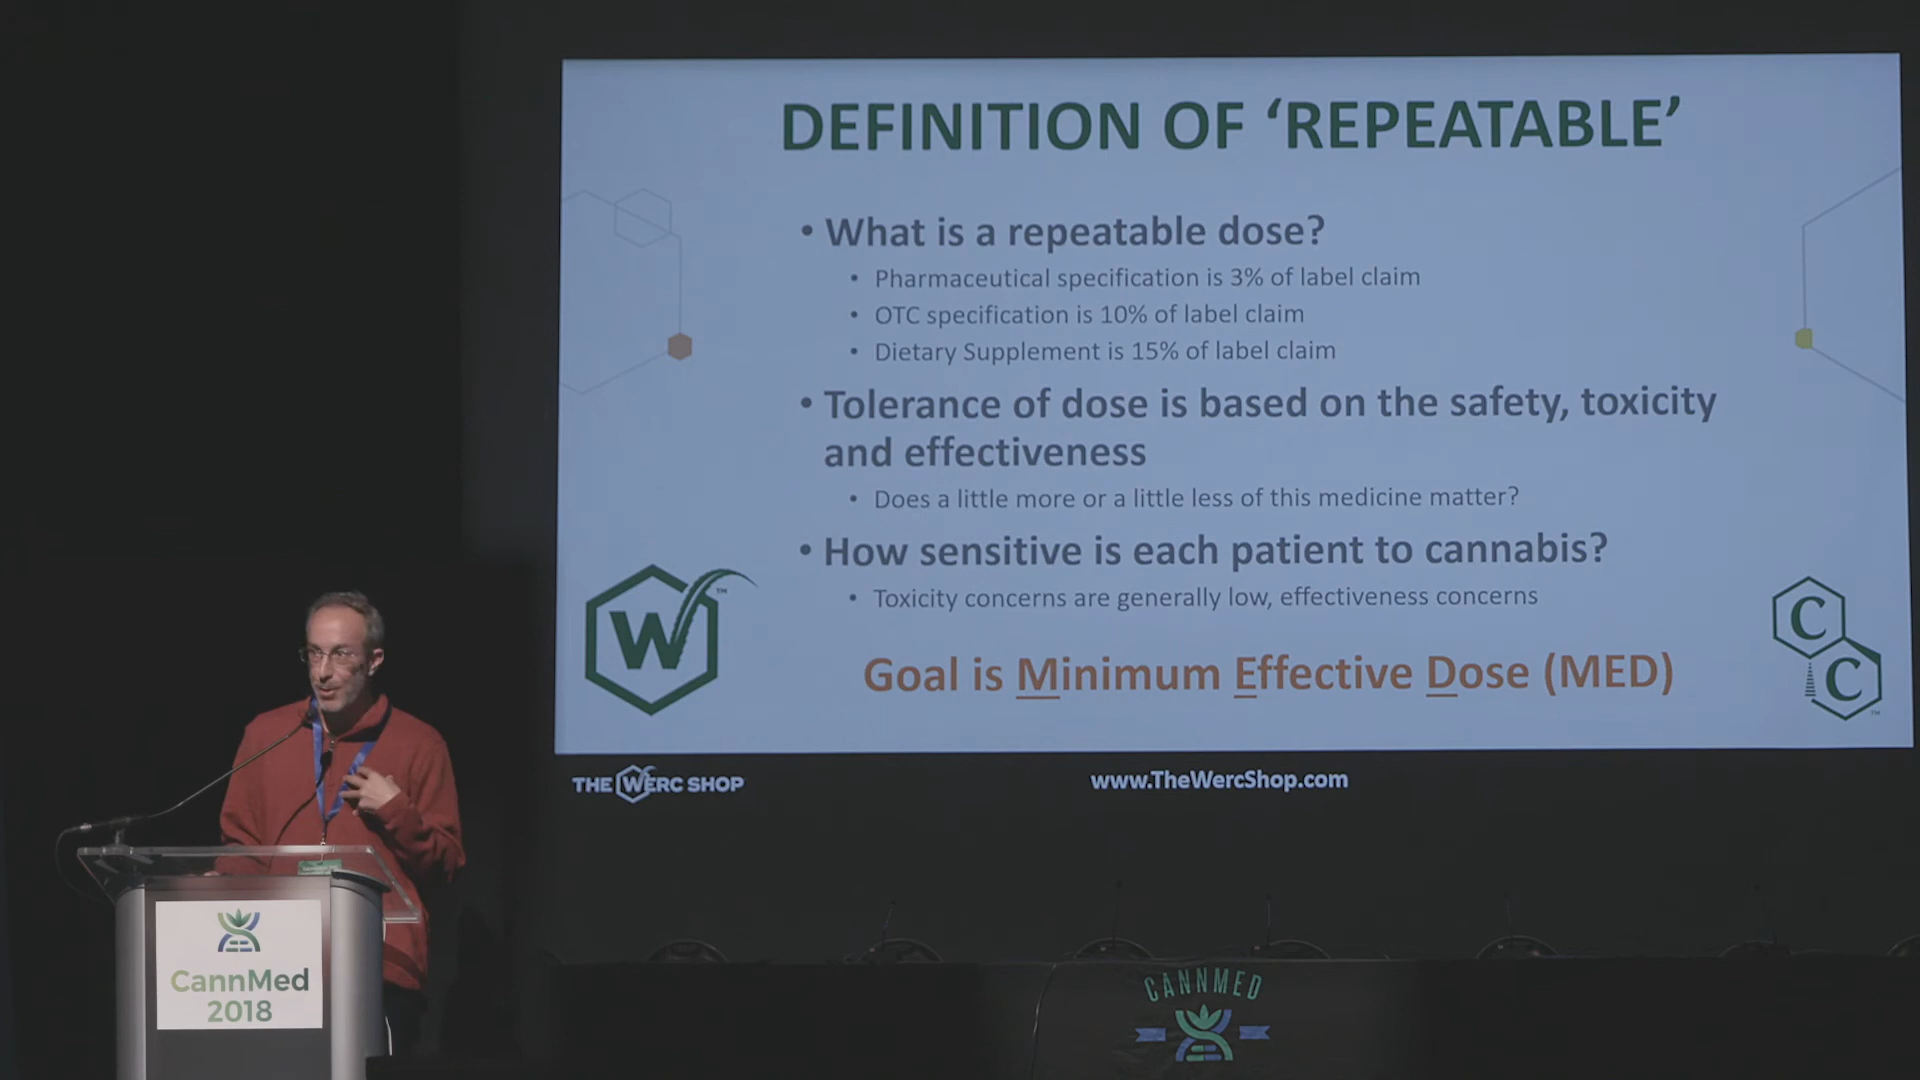 DEFINITION OF ‘REPEATABLE’
• What is a repeatable dose?
• Pharmaceutical specification is 3% of label claim
• OTC specification is 10% of label claim
• Dietary Supplement is 15% of label claim
• Tolerance of dose is based on the safety, toxicity
and effectiveness
• Does a little more or a little less of this medicine matter?
• How sensitive is each patient to cannabis?
• Toxicity concerns are generally low, effectiveness concerns
Goal is Minimum Effective Dose (MED)
W ™
C
C ™
THE WERC SHOP
www.TheWercShop.com
CannMed
2018
CANNMED